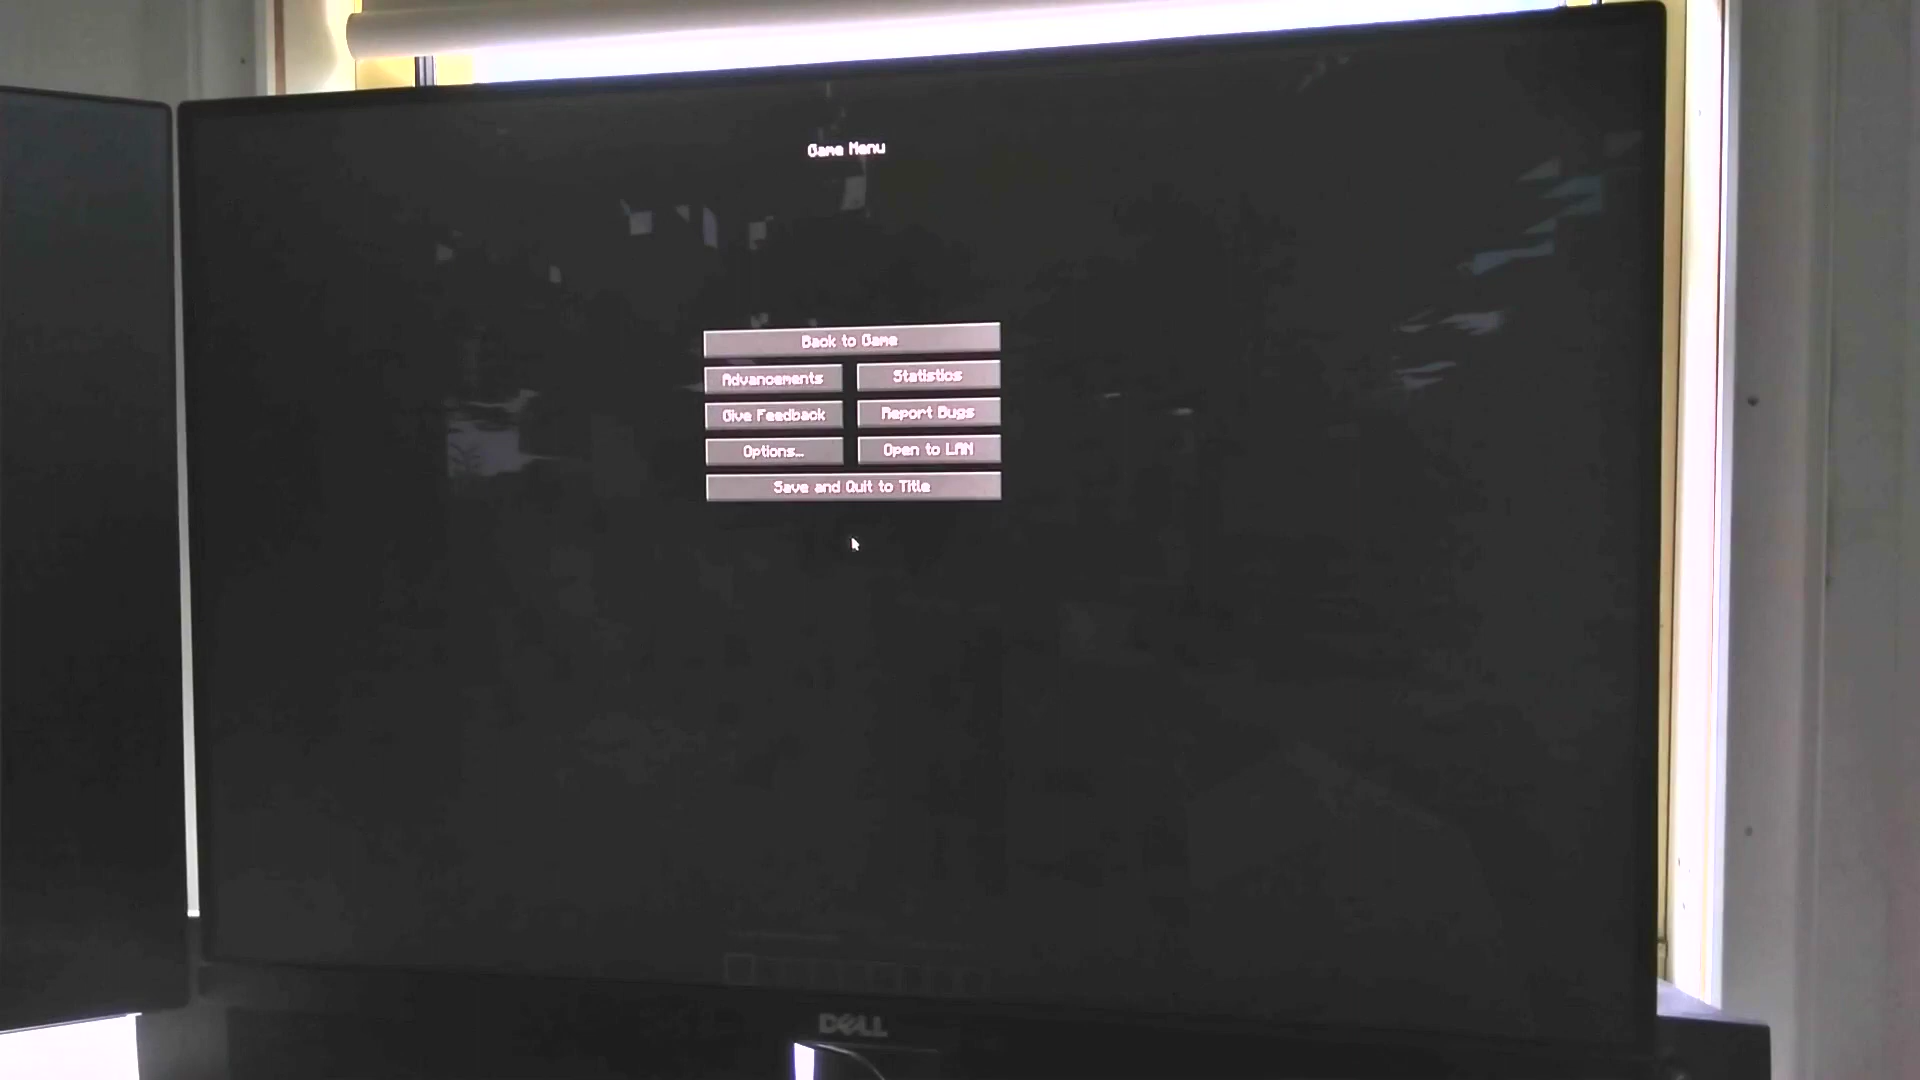 Game Menu
Back to Game
Advancements
Statistics
Give Feedback
Report Bugs
Options...
Open to LAN
Save and Quit to Title
DELL